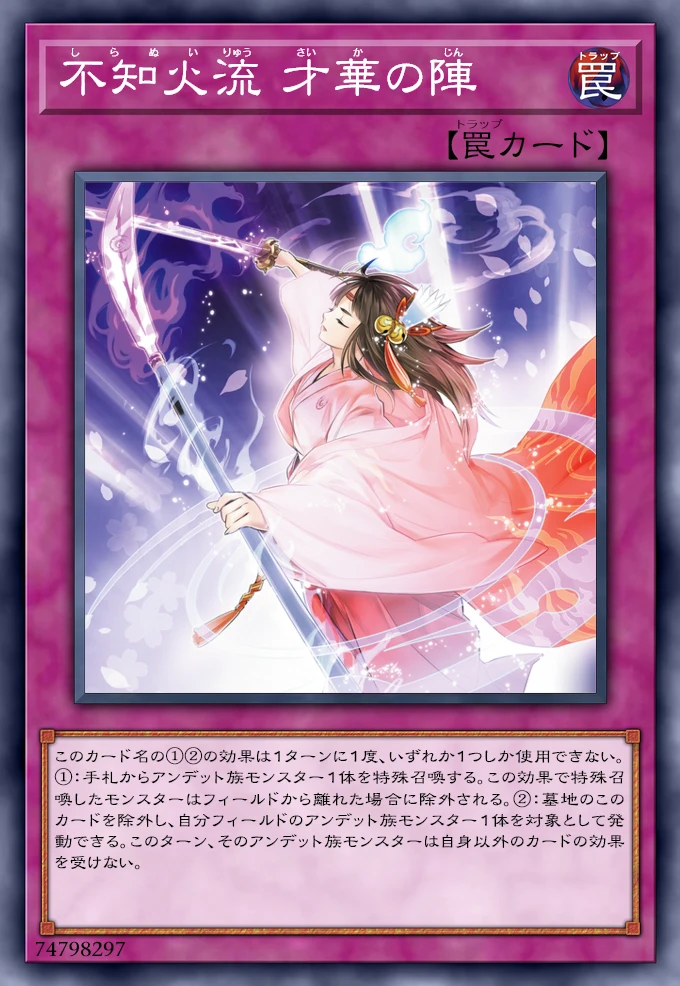 しらぬいりゅう さいか じん
不知火流 才華の陣
トラップ
罠
トラップ
【罠カード】
このカード名の①②の効果は1ターンに1度、いずれか1つしか使用できない。
①：手札からアンデット族モンスター1体を特殊召喚する。この効果で特殊召
喚したモンスターはフィールドから離れた場合に除外される。②：墓地のこの
カードを除外し、自分フィールドのアンデット族モンスター1体を対象として発
動できる。このターン、そのアンデット族モンスターは自身以外のカードの効果
を受けない。
74798297